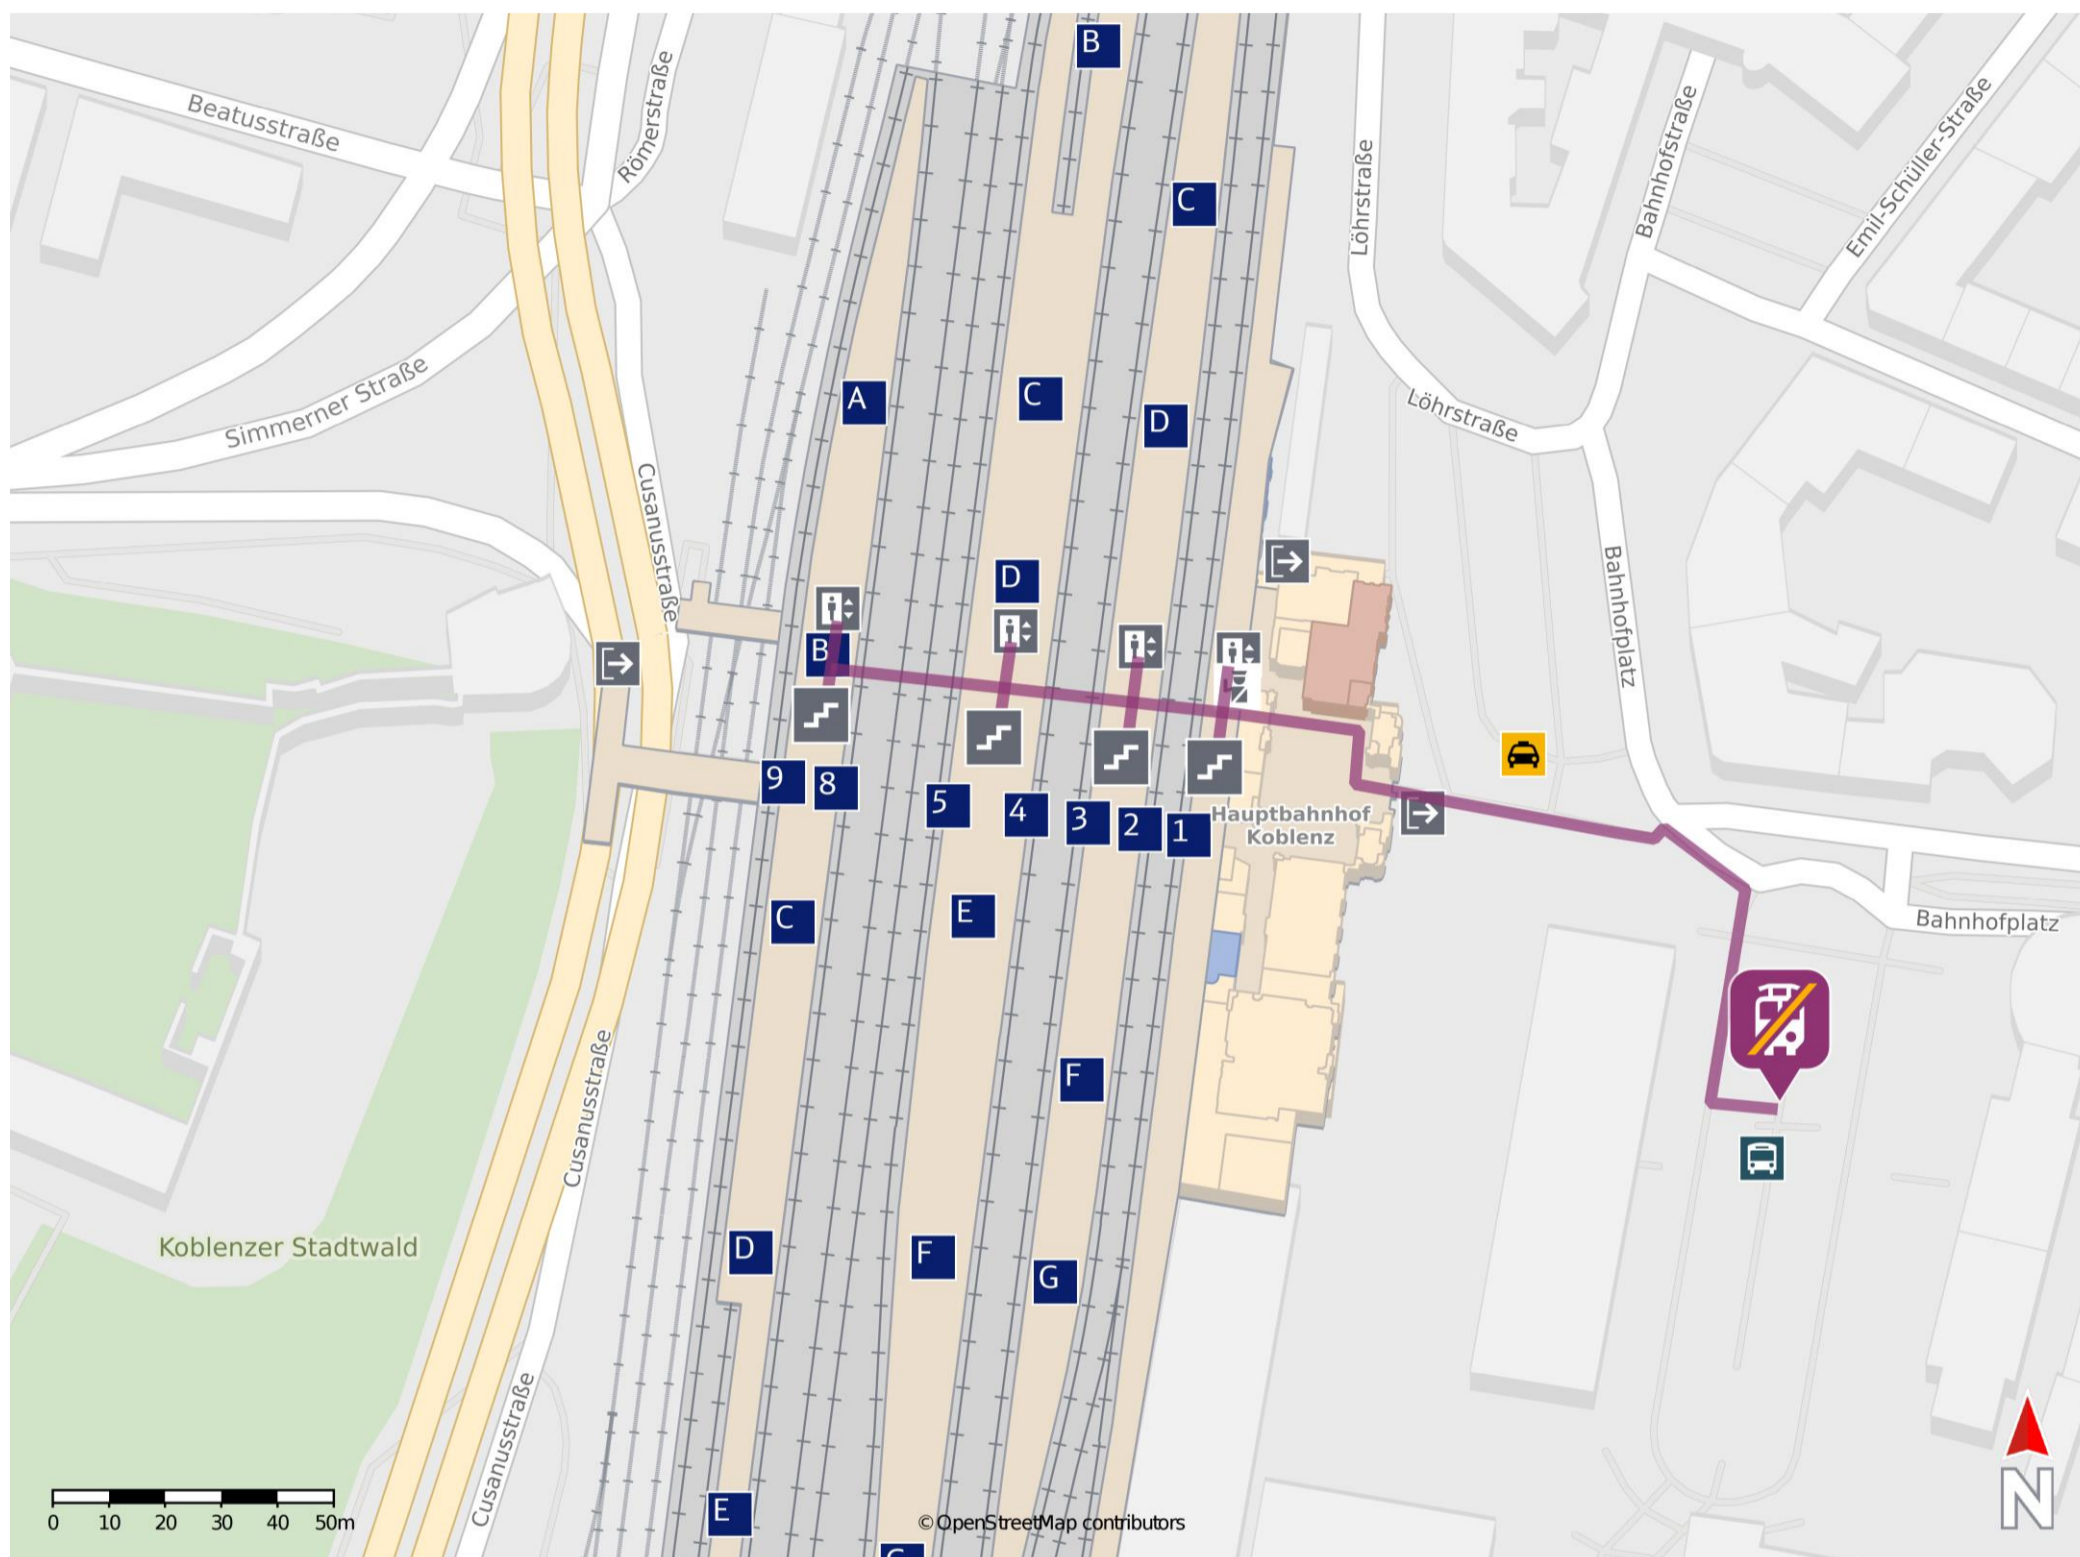 B
Beatusstraße
Römerstraße
Löhrstraße
Bahnhofstraße
Emil-Schüller-Straße
C
A
C
D
Simmerner Straße
Löhrstraße
Cusanusstraße
D
Bahnhofplatz
B
9
8
5
4
3
2
1
Hauptbahnhof
Koblenz
C
E
Bahnhofplatz
F
Cusanusstraße
D
F
G
Koblenzer Stadtwald
Cusanusstraße
E
N
0 10 20 30 40 50m
© OpenStreetMap contributors